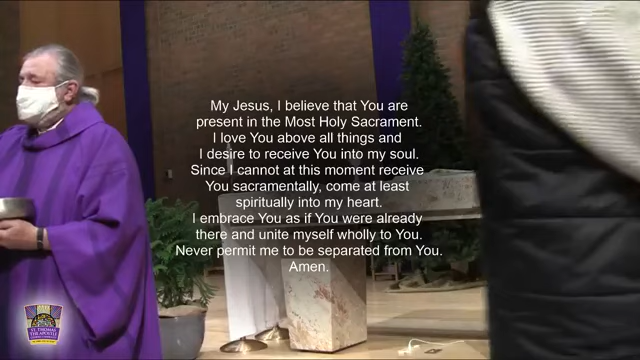 My Jesus, I believe that You are
present in the Most Holy Sacrament.
I love You above all things and
I desire to receive You into my soul.
Since I cannot at this moment receive
You sacramentally, come at least
spiritually into my heart.
I embrace You as if You were already
there and unite myself wholly to You.
Never permit me to be separated from You.
Amen.
ST. THOMAS
THE APOSTLE